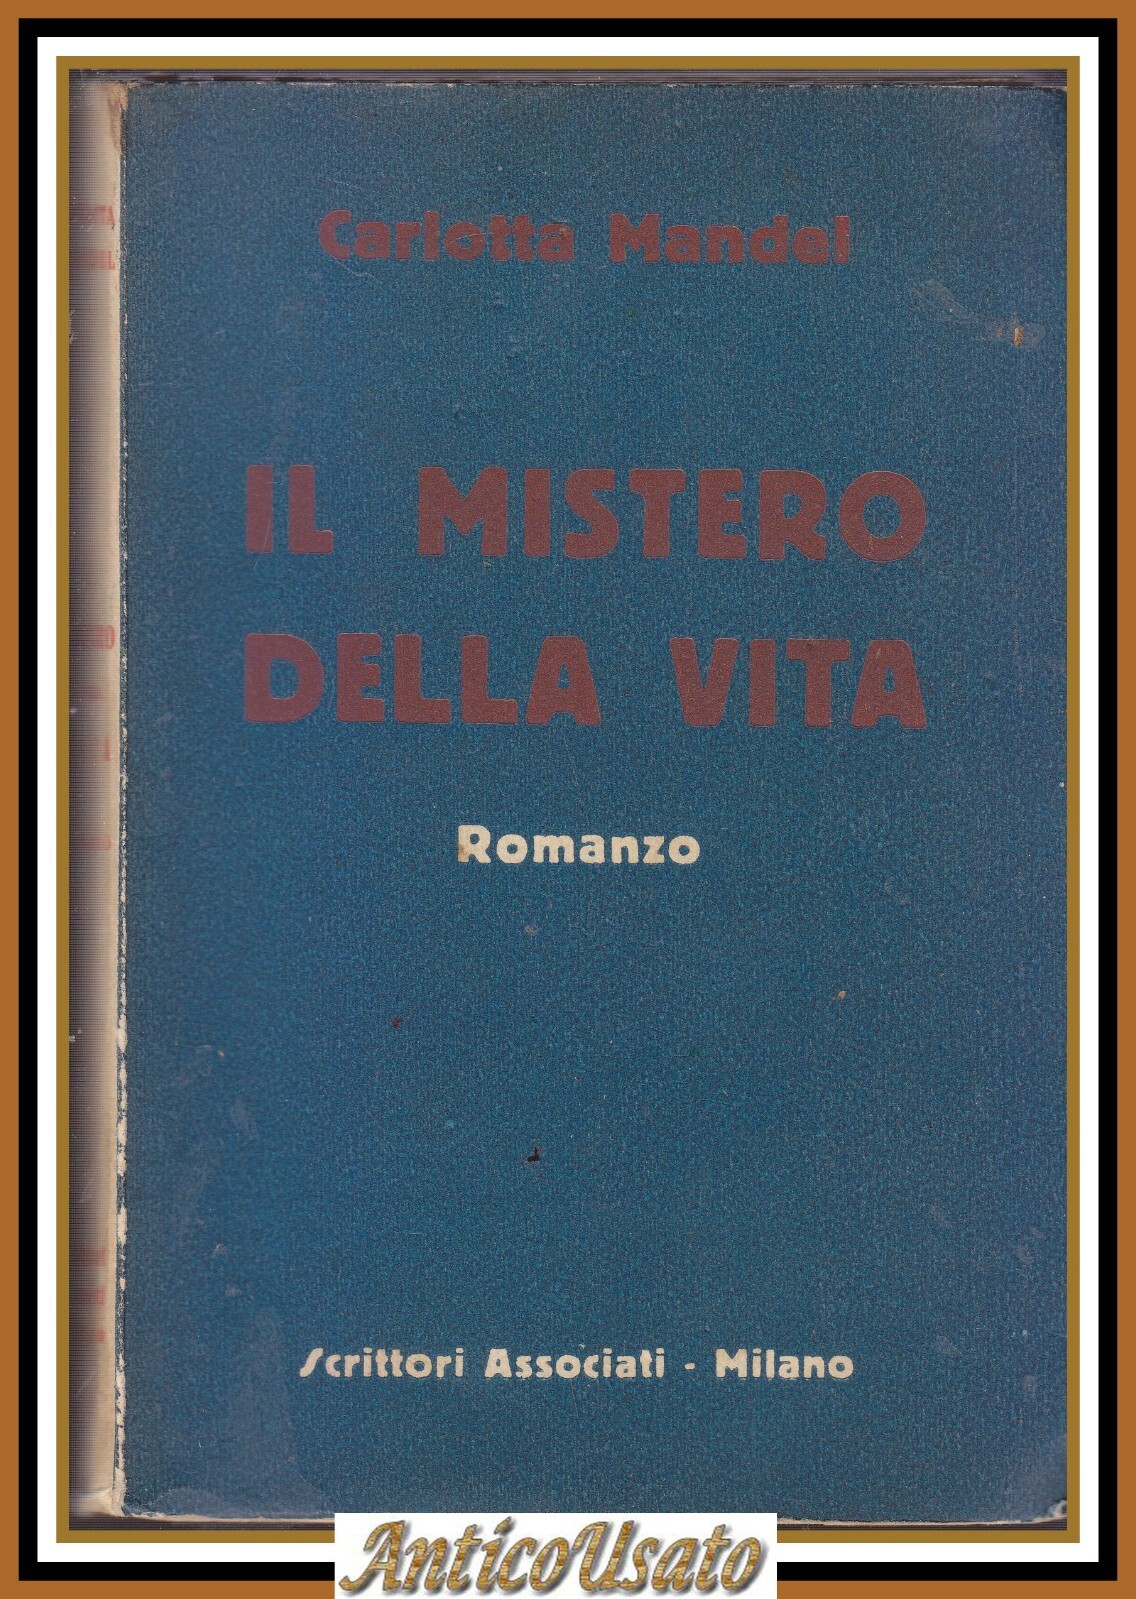 Carlotta Mandel
IL MISTERO
DELLA VITA
Romanzo
Scrittori Associati - Milano
AnticoUsato